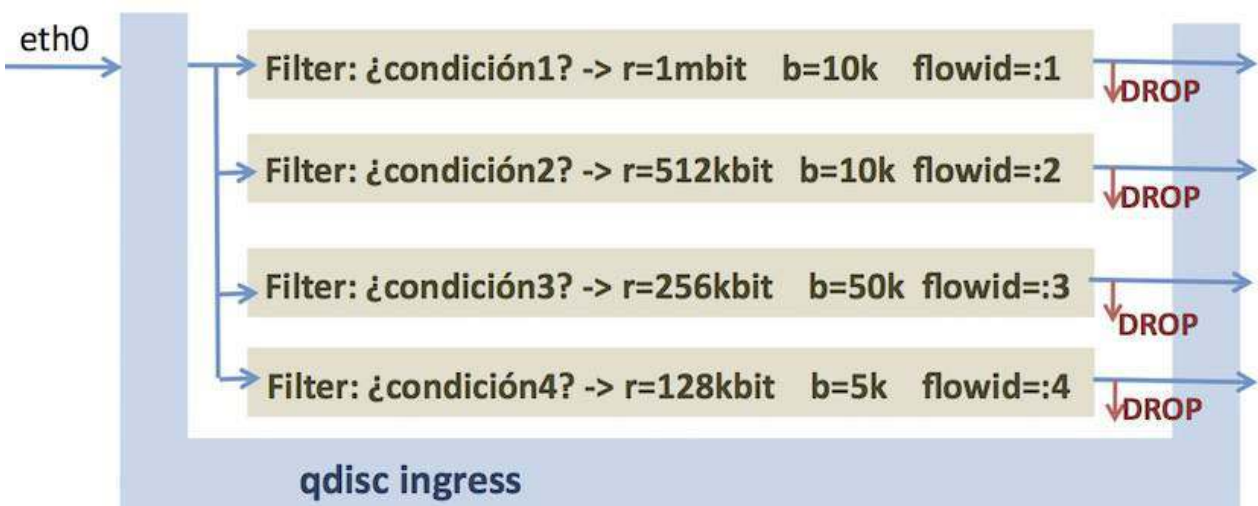 eth0
Filter: ¿condición1? -> r=1mbit b=10k flowid=:1
DROP
Filter: ¿condición2? -> r=512kbit b=10k flowid=:2
DROP
Filter: ¿condición3? -> r=256kbit b=50k flowid=:3
DROP
Filter: ¿condición4? -> r=128kbit b=5k flowid=:4
DROP
qdisc ingress